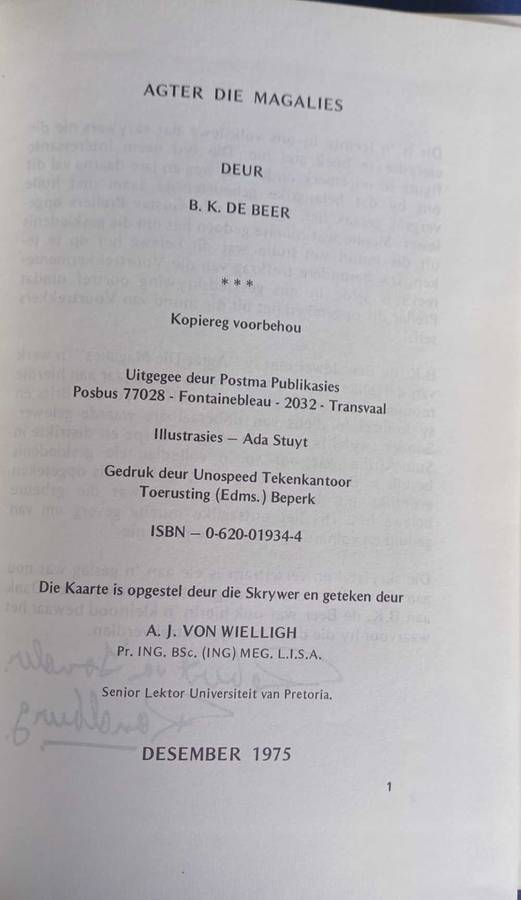 AGTER DIE MAGALIES
DEUR
B. K. DE BEER
***
Kopiereg voorbehou
Uitgegee deur Postma Publikasies
Posbus 77028 - Fontainebleau - 2032 - Transvaal
Illustrasies – Ada Stuyt
Gedruk deur Unospeed Tekenkantoor
Toerusting (Edms.) Beperk
ISBN – 0-620-01934-4
Die Kaarte is opgestel deur die Skrywer en geteken deur
A. J. VON WIELLIGH
Pr. ING. BSc. (ING) MEG. L.I.S.A.
Senior Lektor Universiteit van Pretoria.
DESEMBER 1975
1